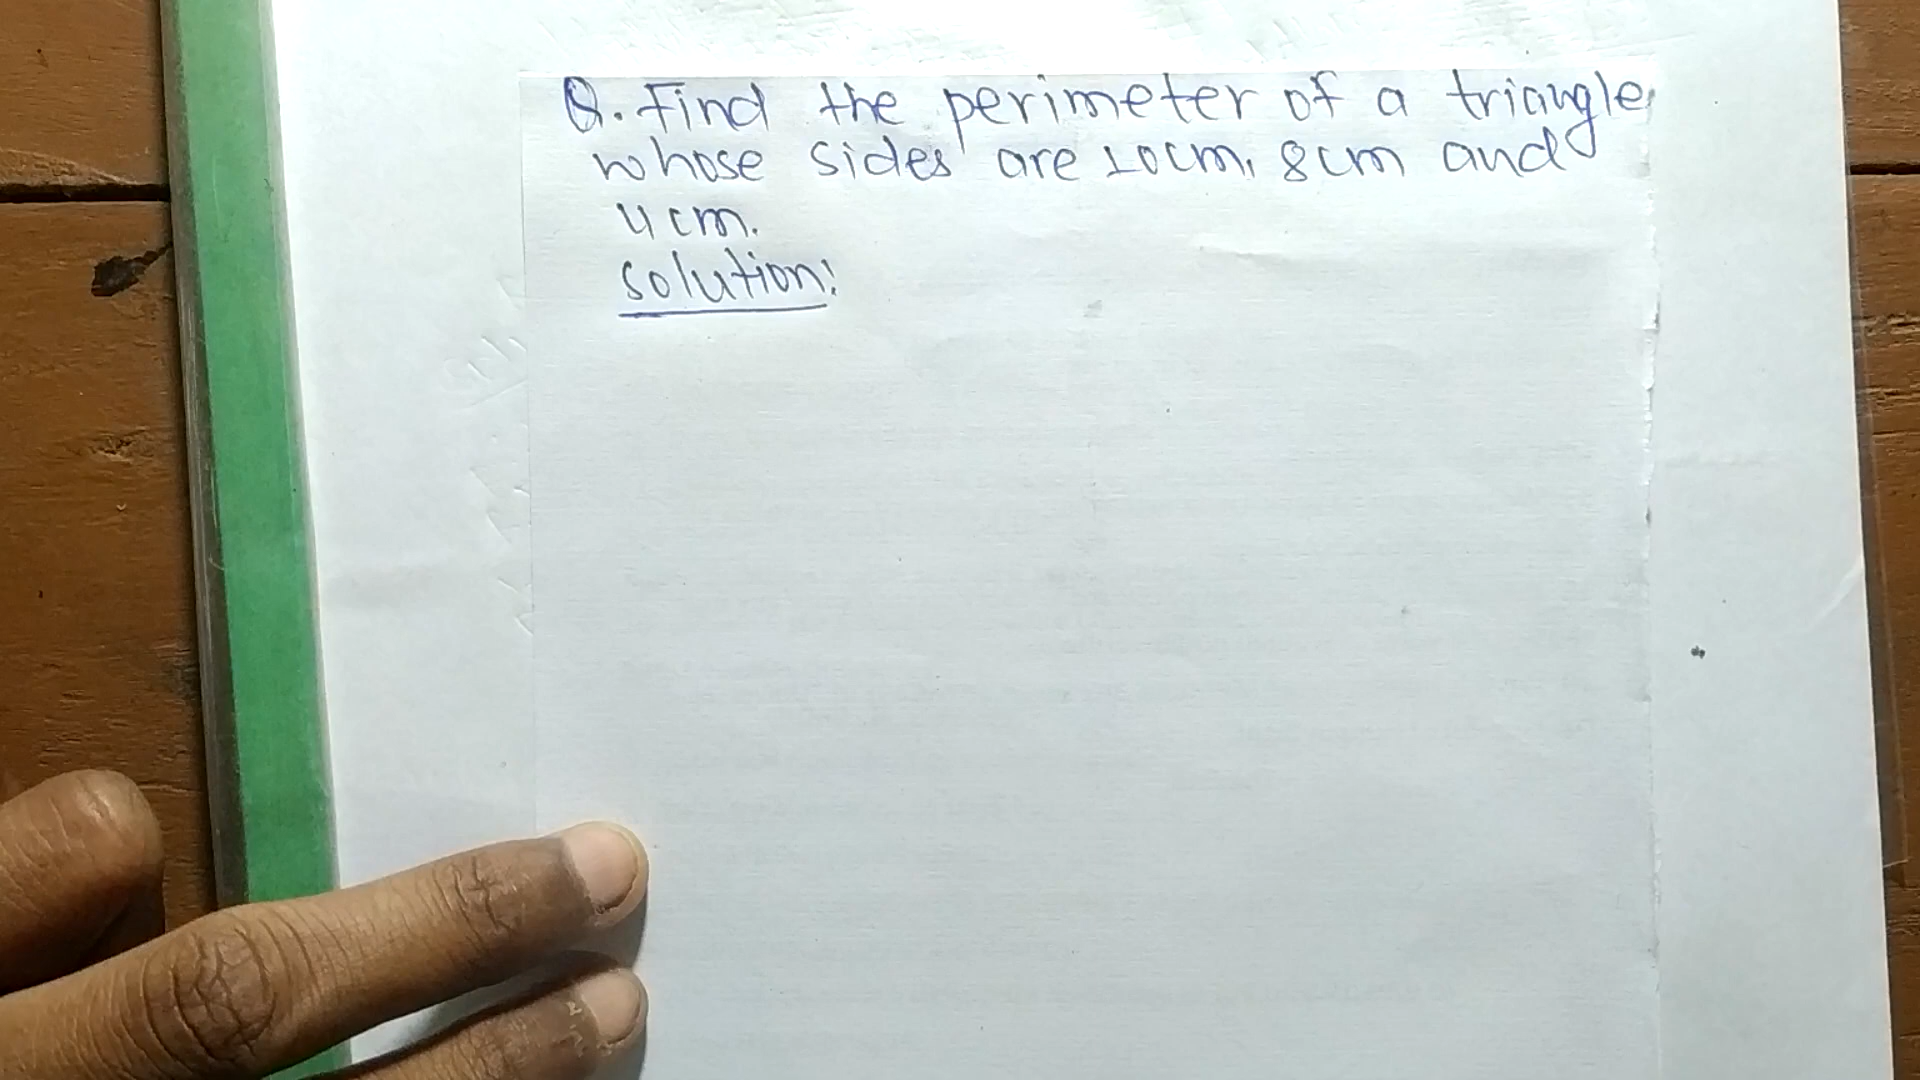 Q. Find the perimeter of a triangle
whose sides are 10cm, 8cm and
4cm.
solution: